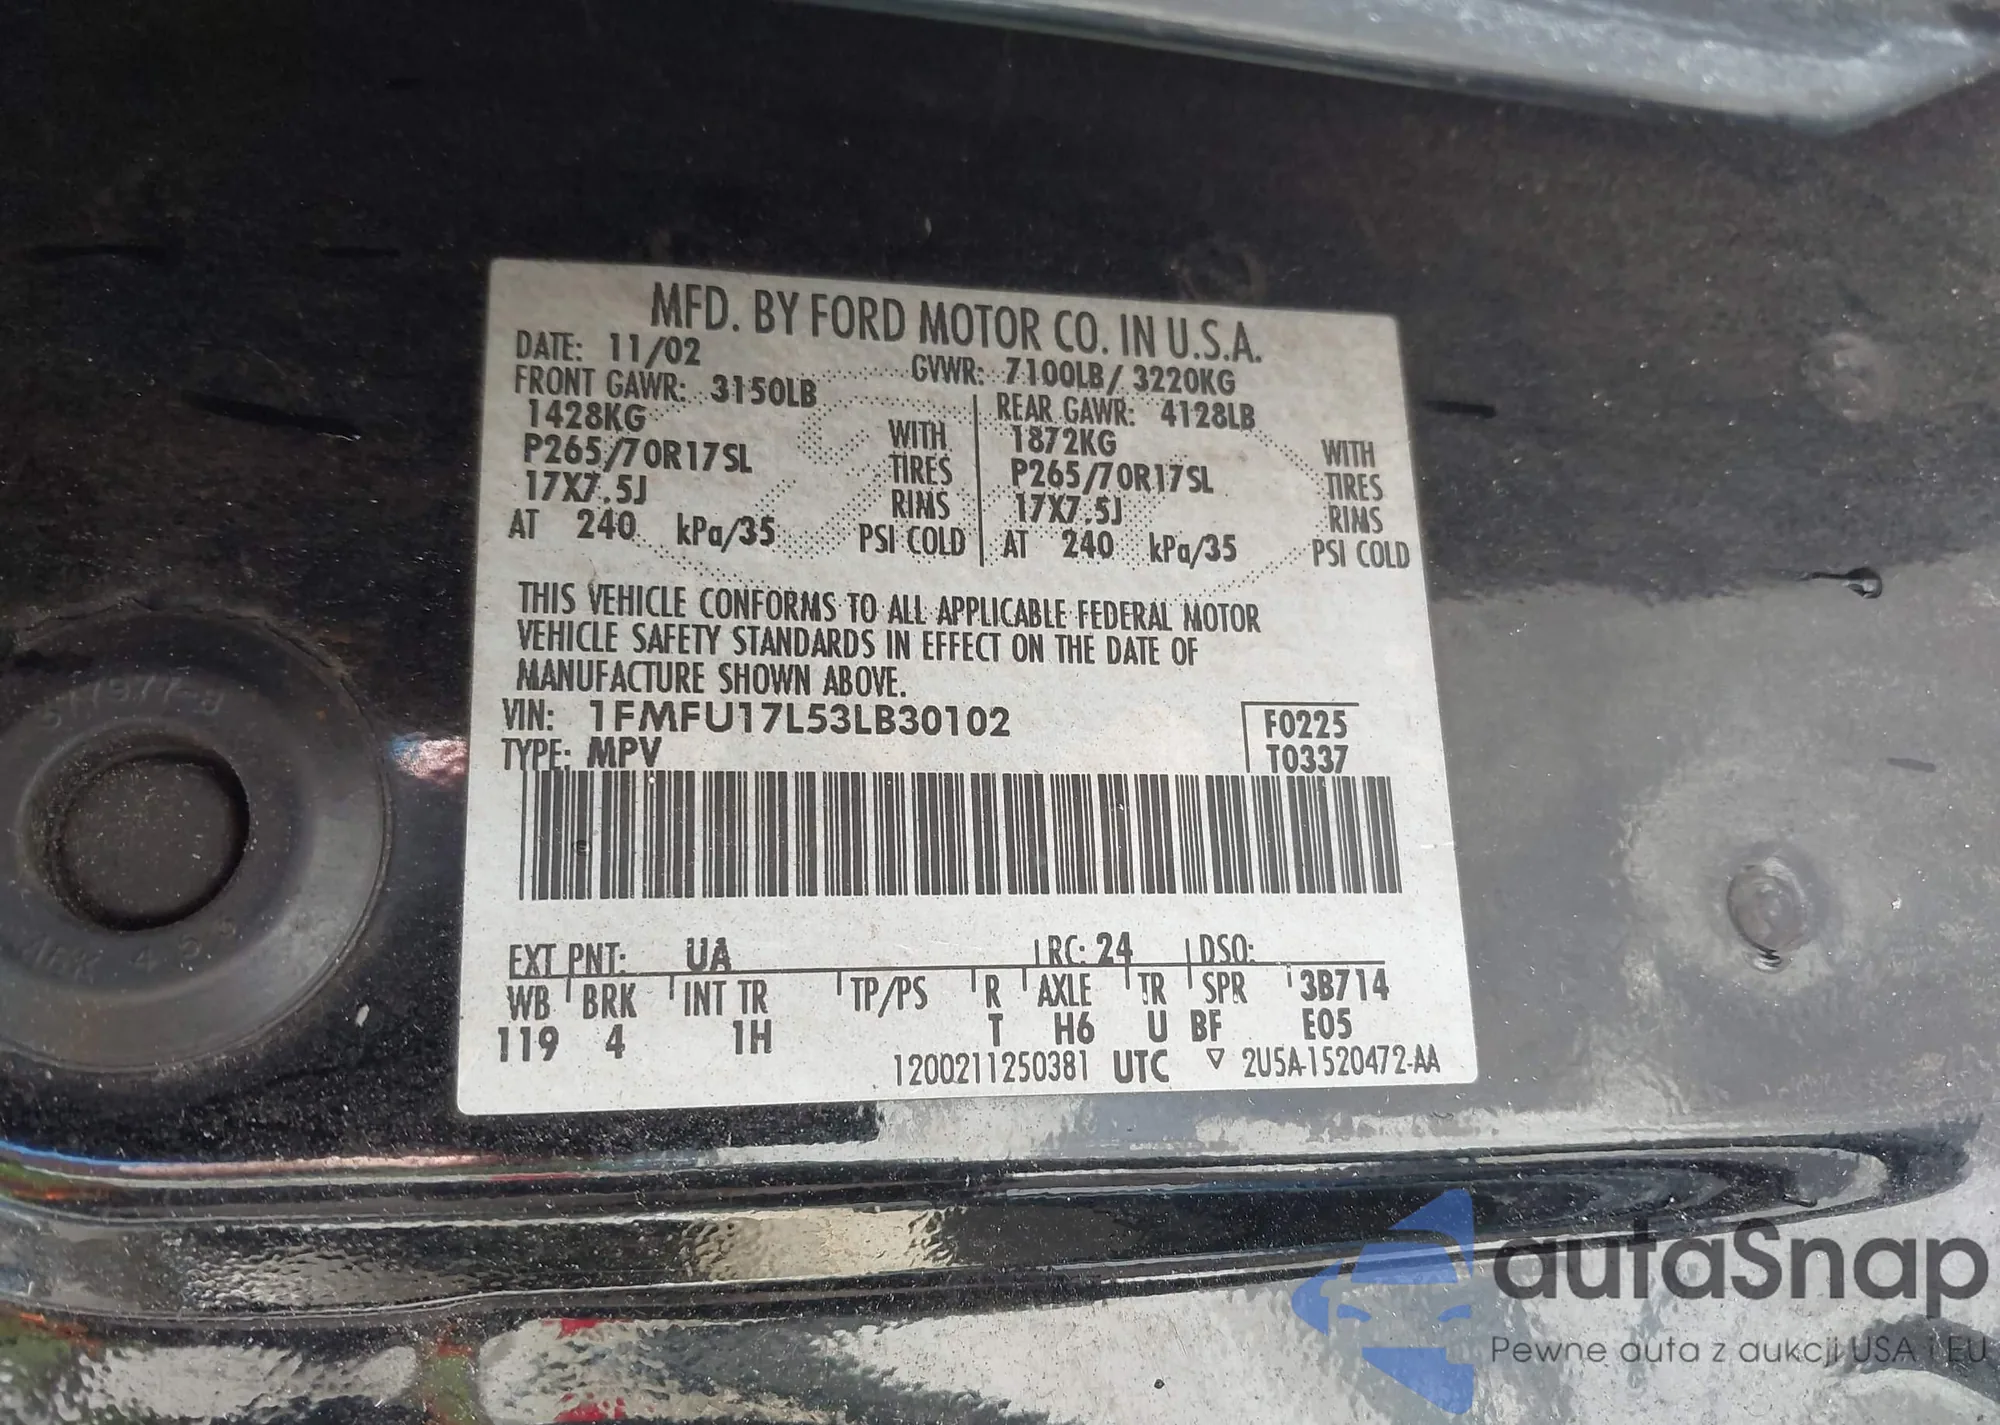 MFD. BY FORD MOTOR CO. IN U.S.A.
DATE: 11/02 GVWR: 7100LB/ 3220KG
FRONT GAWR: 3150LB REAR GAWR: 4128LB
1428KG WITH 1872KG WITH
P265/70R17SL TIRES P265/70R17SL TIRES
17X7.5J RIMS 17X7.5J RIMS
AT 240 kPa/35 PSI COLD AT 240 kPa/35 PSI COLD
THIS VEHICLE CONFORMS TO ALL APPLICABLE FEDERAL MOTOR
VEHICLE SAFETY STANDARDS IN EFFECT ON THE DATE OF
MANUFACTURE SHOWN ABOVE.
VIN: 1FMFU17L53LB30102 F0225
TYPE: MPV T0337
EXT PNT: UA RC: 24 DSO:
WB BRK INT TR TP/PS R AXLE TR SPR 3B714
119 4 1H T H6 U BF E05
1200211250381 UTC ▽ 2U5A-1520472-AA
autaSnap
Pewne auta z aukcji USA i EU